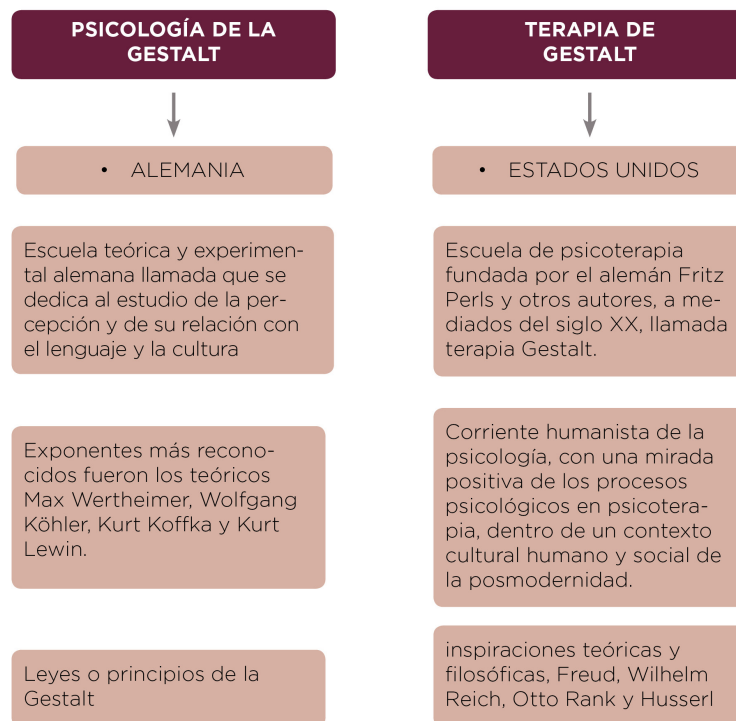 PSICOLOGÍA DE LA
GESTALT
• ALEMANIA
Escuela teórica y experimen-
tal alemana llamada que se
dedica al estudio de la per-
cepción y de su relación con
el lenguaje y la cultura
Exponentes más recono-
cidos fueron los teóricos
Max Wertheimer, Wolfgang
Köhler, Kurt Koffka y Kurt
Lewin.
Leyes o principios de la
Gestalt
TERAPIA DE
GESTALT
• ESTADOS UNIDOS
Escuela de psicoterapia
fundada por el alemán Fritz
Perls y otros autores, a me-
diados del siglo XX, llamada
terapia Gestalt.
Corriente humanista de la
psicología, con una mirada
positiva de los procesos
psicológicos en psicotera-
pia, dentro de un contexto
cultural humano y social de
la posmodernidad.
inspiraciones teóricas y
filosóficas, Freud, Wilhelm
Reich, Otto Rank y Husserl